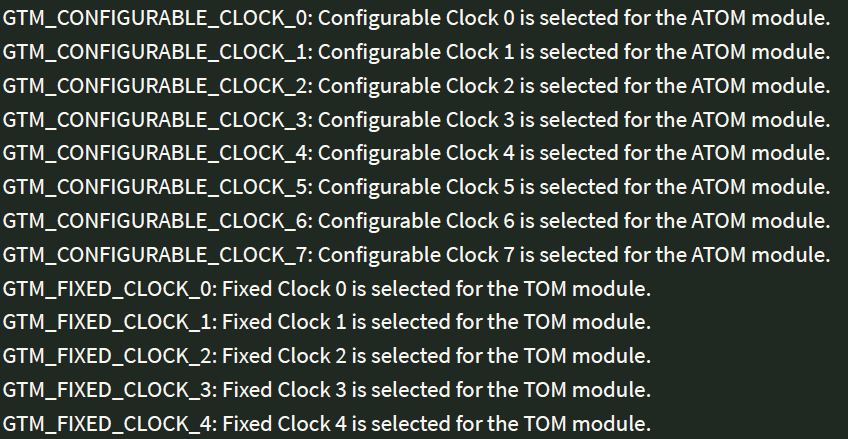 GTM_CONFIGURABLE_CLOCK_0: Configurable Clock 0 is selected for the ATOM module.
GTM_CONFIGURABLE_CLOCK_1: Configurable Clock 1 is selected for the ATOM module.
GTM_CONFIGURABLE_CLOCK_2: Configurable Clock 2 is selected for the ATOM module.
GTM_CONFIGURABLE_CLOCK_3: Configurable Clock 3 is selected for the ATOM module.
GTM_CONFIGURABLE_CLOCK_4: Configurable Clock 4 is selected for the ATOM module.
GTM_CONFIGURABLE_CLOCK_5: Configurable Clock 5 is selected for the ATOM module.
GTM_CONFIGURABLE_CLOCK_6: Configurable Clock 6 is selected for the ATOM module.
GTM_CONFIGURABLE_CLOCK_7: Configurable Clock 7 is selected for the ATOM module.
GTM_FIXED_CLOCK_0: Fixed Clock 0 is selected for the TOM module.
GTM_FIXED_CLOCK_1: Fixed Clock 1 is selected for the TOM module.
GTM_FIXED_CLOCK_2: Fixed Clock 2 is selected for the TOM module.
GTM_FIXED_CLOCK_3: Fixed Clock 3 is selected for the TOM module.
GTM_FIXED_CLOCK_4: Fixed Clock 4 is selected for the TOM module.